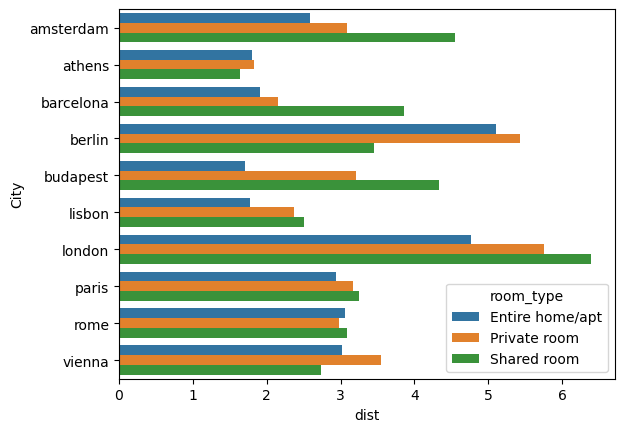 amsterdam
athens
barcelona
berlin
budapest
lisbon
london
paris
rome
vienna
City
0 1 2 3 4 5 6
dist
room_type
Entire home/apt
Private room
Shared room